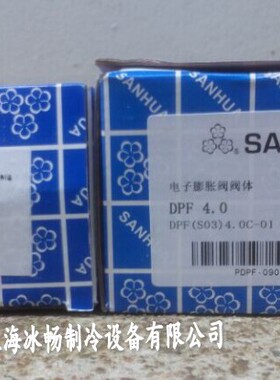 SANHUA
SANHUA
SA
电子膨胀阀阀体
DPF 4.0
DPF(S03)4.0C-01
PDPF-090
海冰畅制冷设备有限公司